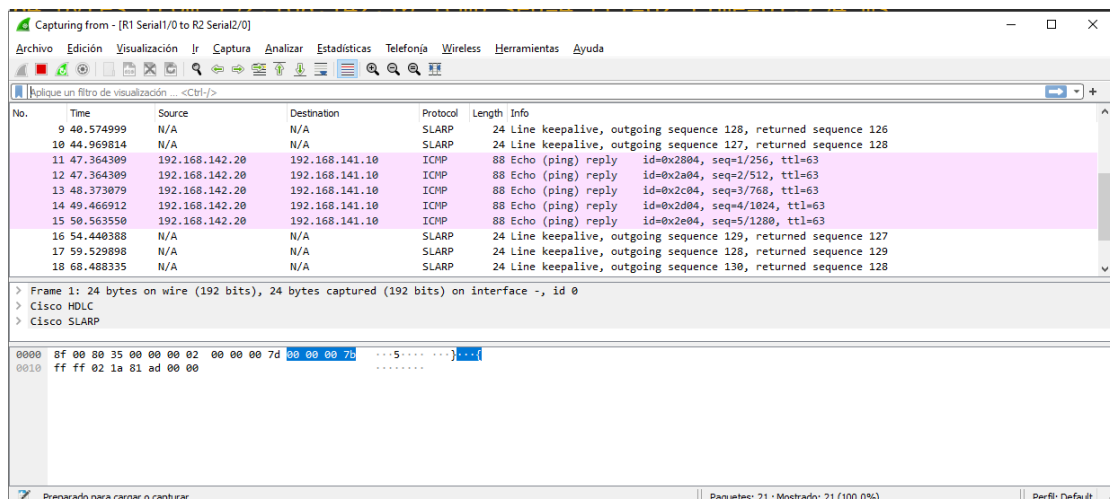 Capturing from - [R1 Serial1/0 to R2 Serial2/0]
Archivo Edición Visualización Ir Captura Analizar Estadísticas Telefonía Wireless Herramientas Ayuda
Aplique un filtro de visualización ... <Ctrl-/>
No. Time Source Destination Protocol Length Info
9 40.574999 N/A N/A SLARP 24 Line keepalive, outgoing sequence 128, returned sequence 126
10 44.969814 N/A N/A SLARP 24 Line keepalive, outgoing sequence 127, returned sequence 128
11 47.364309 192.168.142.20 192.168.141.10 ICMP 88 Echo (ping) reply id=0x2804, seq=1/256, ttl=63
12 47.364309 192.168.142.20 192.168.141.10 ICMP 88 Echo (ping) reply id=0x2a04, seq=2/512, ttl=63
13 48.373079 192.168.142.20 192.168.141.10 ICMP 88 Echo (ping) reply id=0x2c04, seq=3/768, ttl=63
14 49.466912 192.168.142.20 192.168.141.10 ICMP 88 Echo (ping) reply id=0x2d04, seq=4/1024, ttl=63
15 50.563550 192.168.142.20 192.168.141.10 ICMP 88 Echo (ping) reply id=0x2e04, seq=5/1280, ttl=63
16 54.440388 N/A N/A SLARP 24 Line keepalive, outgoing sequence 129, returned sequence 127
17 59.529898 N/A N/A SLARP 24 Line keepalive, outgoing sequence 128, returned sequence 129
18 68.488335 N/A N/A SLARP 24 Line keepalive, outgoing sequence 130, returned sequence 128
> Frame 1: 24 bytes on wire (192 bits), 24 bytes captured (192 bits) on interface -, id 0
> Cisco HDLC
> Cisco SLARP
0000 8f 00 80 35 00 00 00 02 00 00 00 7d 00 00 00 7b ···5···· ···}···{
0010 ff ff 02 1a 81 ad 00 00 ········
Preparado para cargar o capturar Paquetes: 21 · Mostrado: 21 (100.0%) Perfil: Default